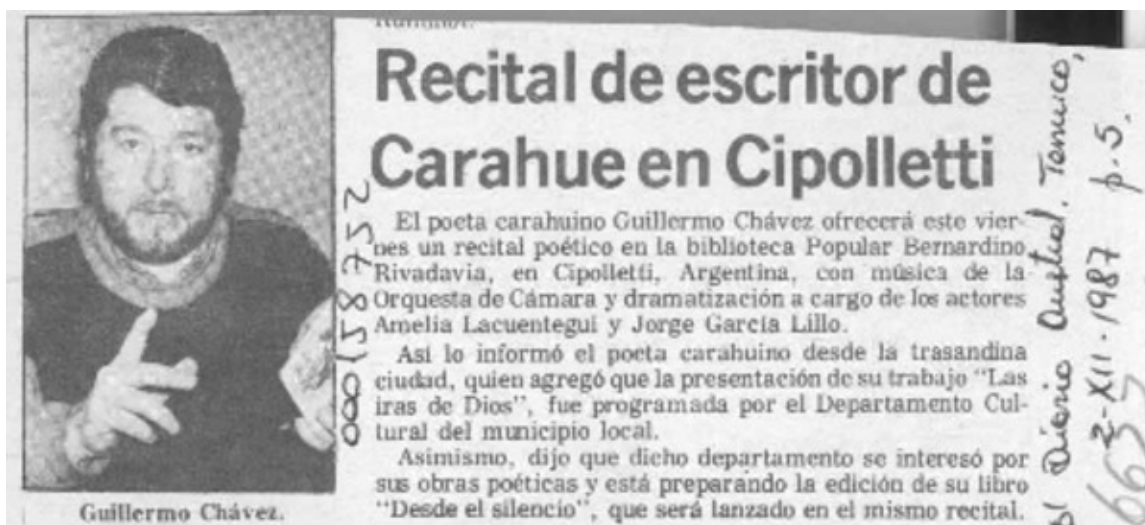 Recital de escritor de
Carahue en Cipolletti
El poeta carahuino Guillermo Chávez ofrecerá este vier-
nes un recital poético en la biblioteca Popular Bernardino
Rivadavia, en Cipolletti, Argentina, con música de la
Orquesta de Cámara y dramatización a cargo de los actores
Amelia Lacuentegui y Jorge García Lillo.
Así lo informó el poeta carahuino desde la trasandina
ciudad, quien agregó que la presentación de su trabajo "Las
iras de Dios", fue programada por el Departamento Cul-
tural del municipio local.
Asimismo, dijo que dicho departamento se interesó por
sus obras poéticas y está preparando la edición de su libro
"Desde el silencio", que será lanzado en el mismo recital.
Guillermo Chávez.
000158752
Diario Austral. Temuco,
2-XII-1987 p.5.